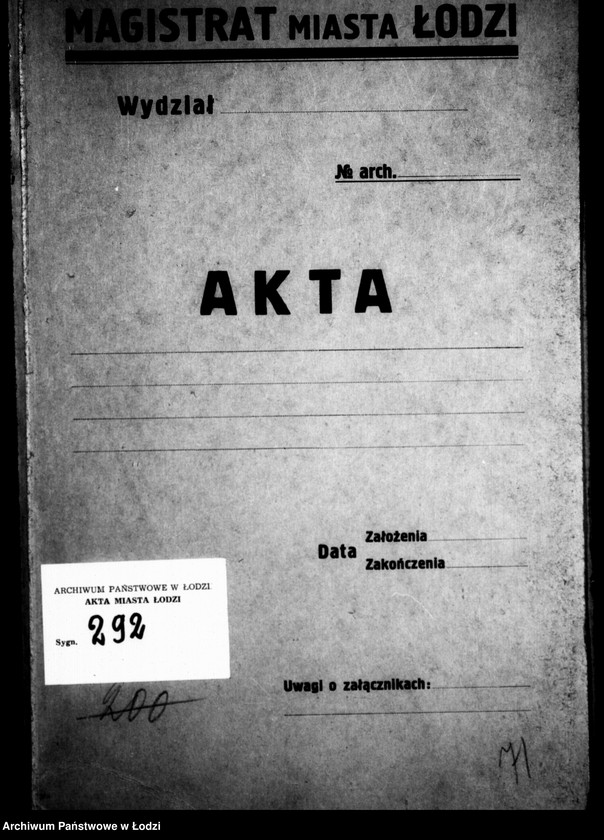 MAGISTRAT MIASTA ŁODZI
Wydział
№ arch.
AKTA
Założenia
Data
Zakończenia
ARCHIWUM PAŃSTWOWE W ŁODZI
AKTA MIASTA ŁODZI
Sygn. 292
200
Uwagi o załącznikach:
Archiwum Państwowe w Łodzi